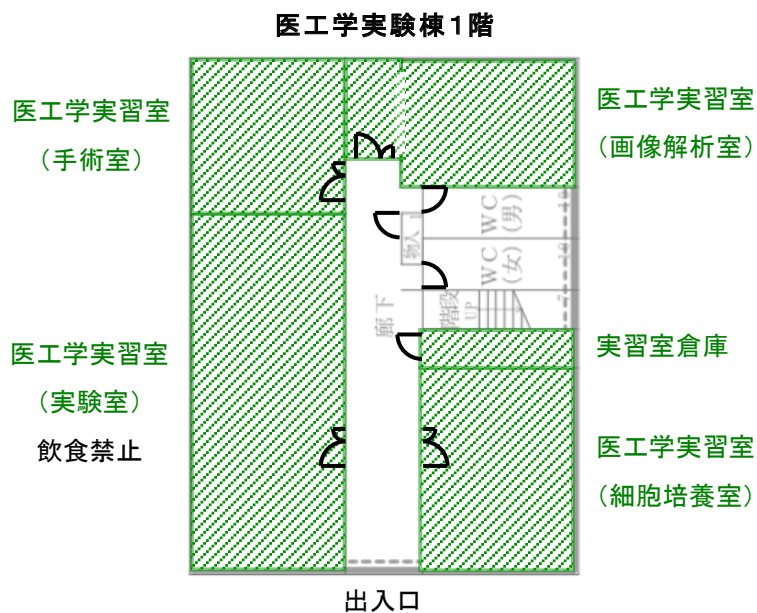 医工学実験棟1階
医工学実習室
（手術室）
医工学実習室
（画像解析室）
WC
（男）
物入
WC
（女）
階段
UP
廊下
医工学実習室
（実験室）
飲食禁止
実習室倉庫
医工学実習室
（細胞培養室）
出入口